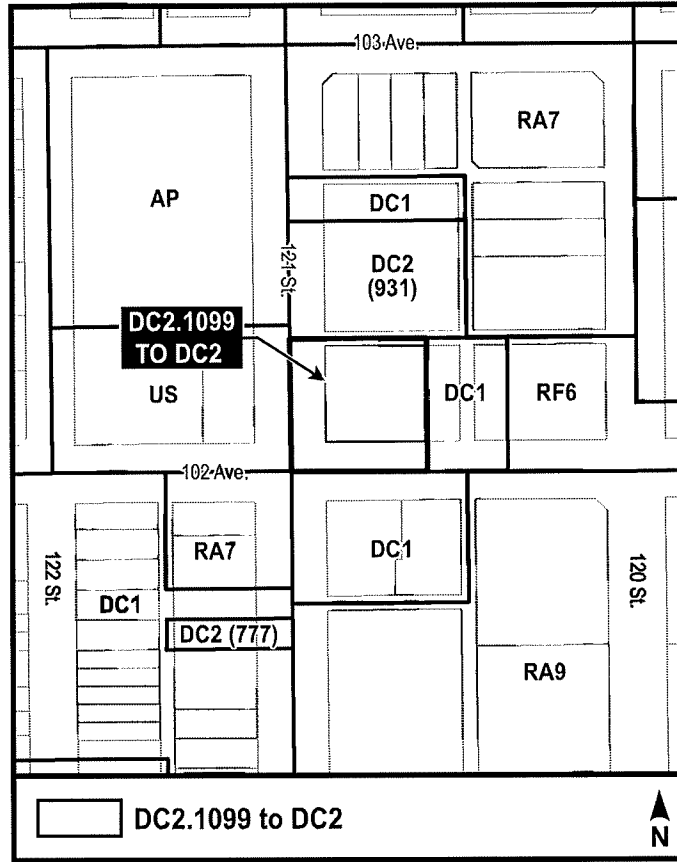 103 Ave.
RA7
AP
DC1
121 St.
DC2
(931)
DC2.1099
TO DC2
US
DC1
RF6
102 Ave.
RA7
DC1
122 St.
DC1
120 St.
DC2 (777)
RA9
DC2.1099 to DC2
N